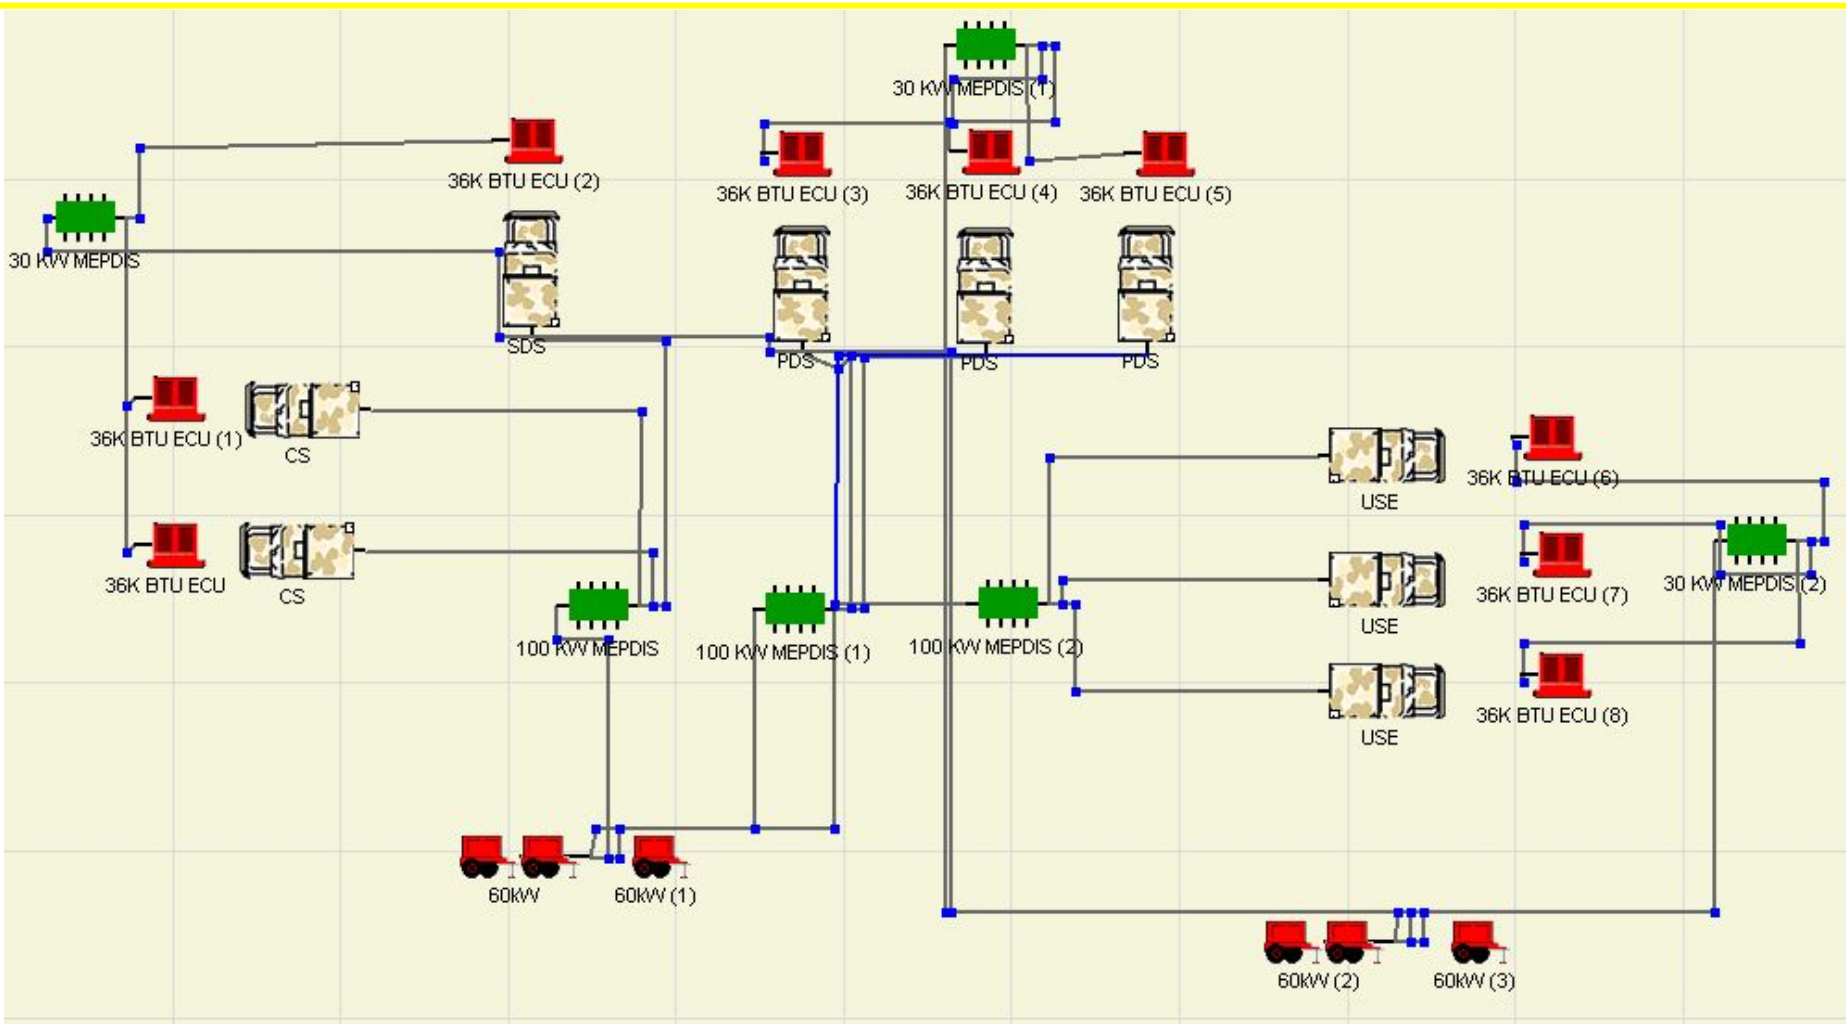 30 KW MEPDIS (1)
36K BTU ECU (2)
36K BTU ECU (3)
36K BTU ECU (4)
36K BTU ECU (5)
30 KW MEPDIS
SDS
PDS
PDS
PDS
36K BTU ECU (1)
CS
USE
36K BTU ECU (6)
36K BTU ECU
CS
30 KW MEPDIS (2)
36K BTU ECU (7)
USE
100 KW MEPDIS
100 KW MEPDIS (1)
100 KW MEPDIS (2)
USE
36K BTU ECU (8)
60kW
60kW (1)
60kW (2)
60kW (3)